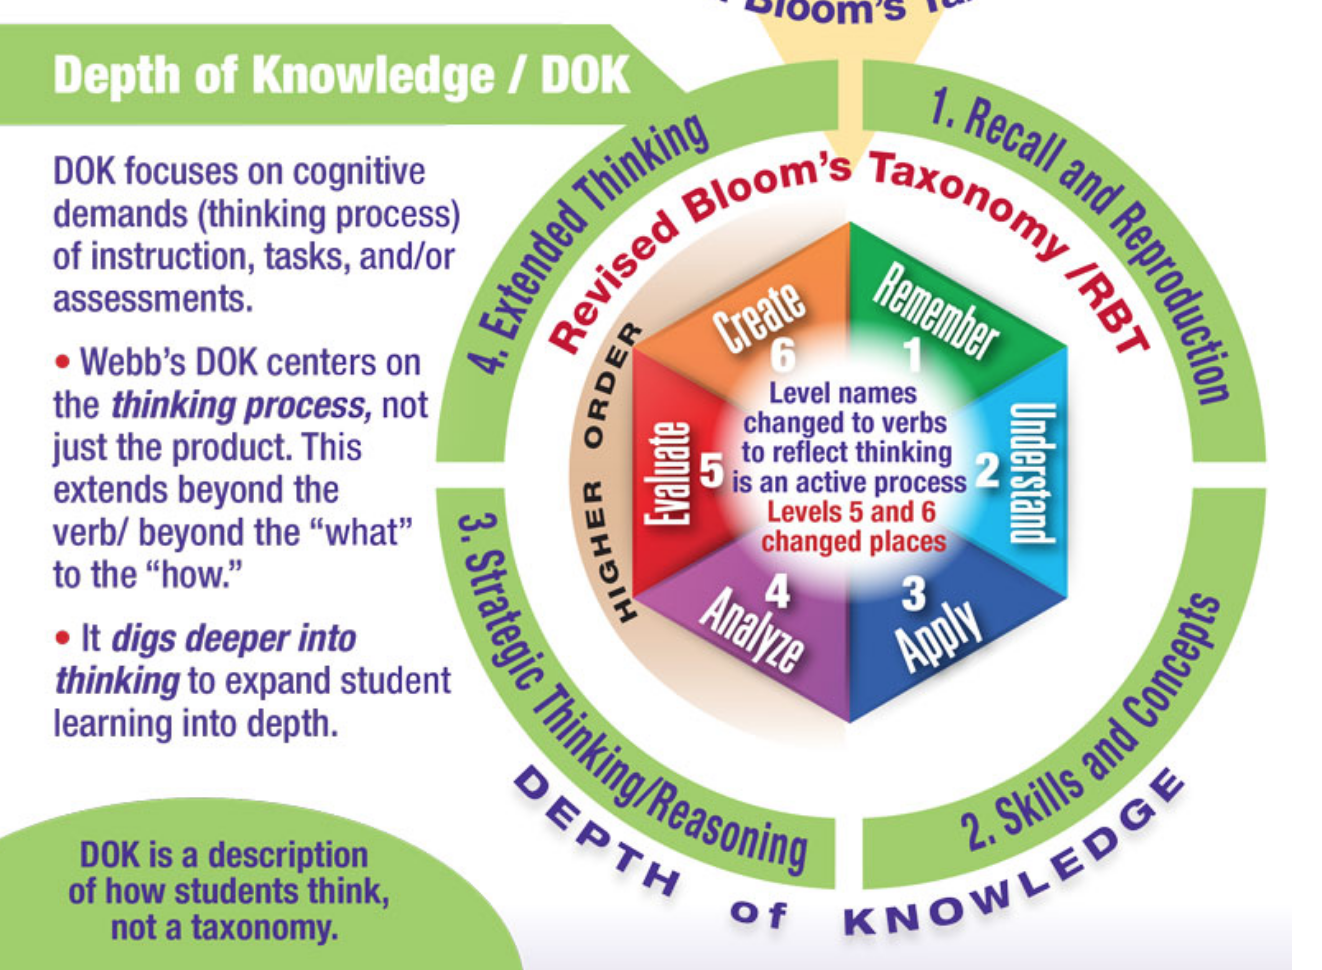 Bloom's
Depth of Knowledge / DOK
DOK focuses on cognitive
demands (thinking process)
of instruction, tasks, and/or
assessments.
• Webb's DOK centers on
the thinking process, not
just the product. This
extends beyond the
verb/ beyond the “what”
to the “how.”
• It digs deeper into
thinking to expand student
learning into depth.
DOK is a description
of how students think,
not a taxonomy.
1. Recall and Reproduction
2. Skills and Concepts
3. Strategic Thinking/Reasoning
4. Extended Thinking
DEPTH of KNOWLEDGE
Revised Bloom's Taxonomy /RBT
HIGHER ORDER
Remember
1
Understand
2
Apply
3
Analyze
4
Evaluate
5
Create
6
Level names
changed to verbs
to reflect thinking
is an active process
Levels 5 and 6
changed places